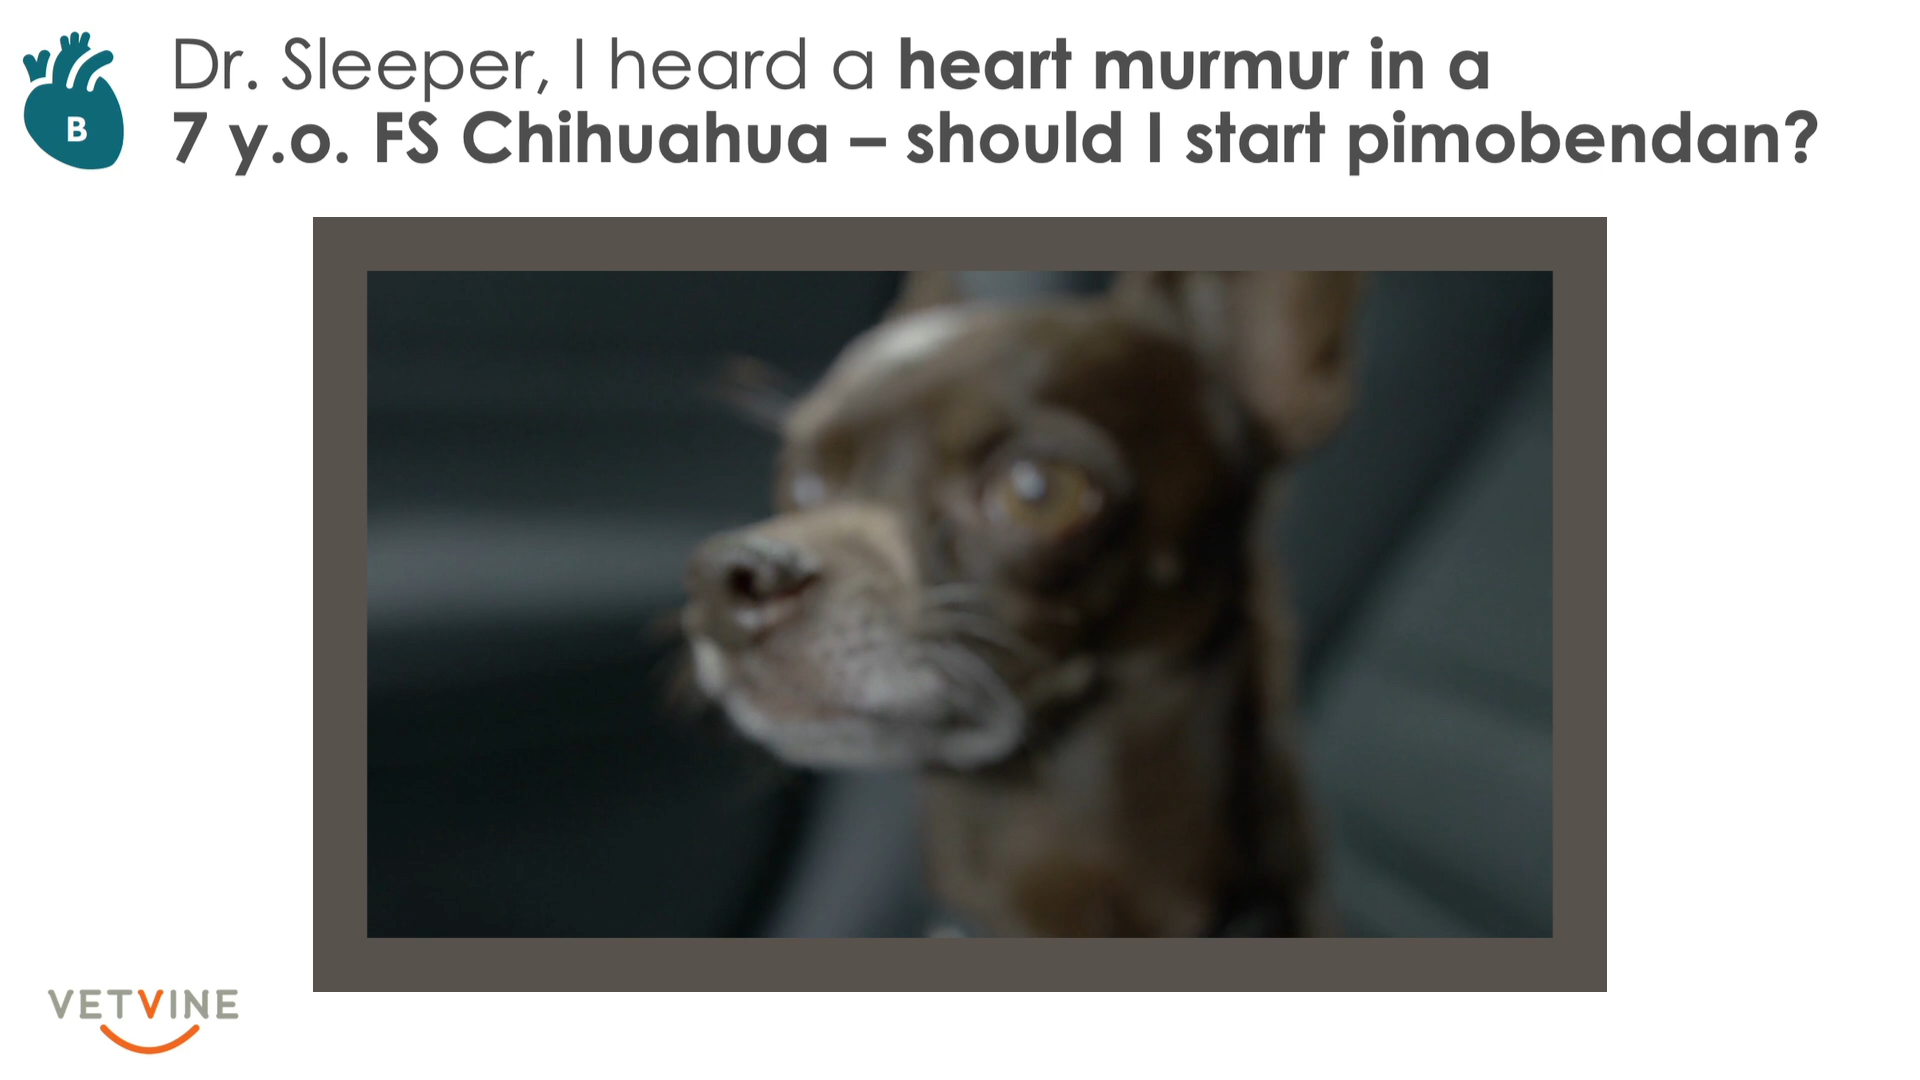 Dr. Sleeper, I heard a heart murmur in a
7 y.o. FS Chihuahua – should I start pimobendan?
B
VETVINE